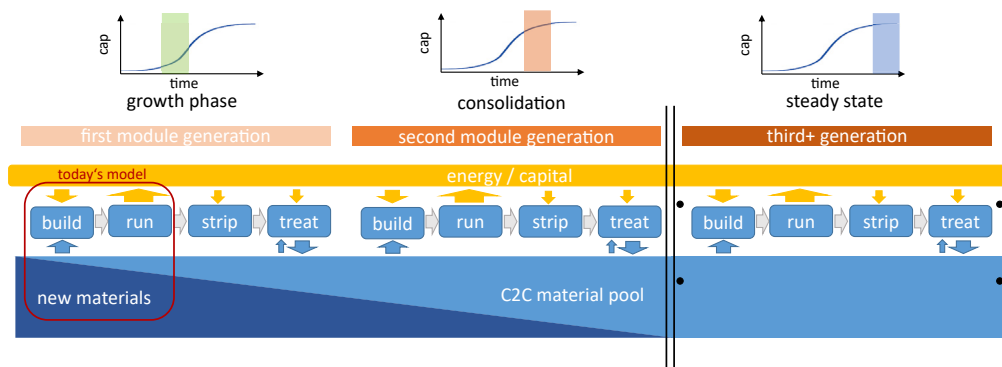 cap
time
growth phase
cap
time
consolidation
cap
time
steady state
first module generation
second module generation
third+ generation
today's model
energy / capital
build
run
strip
treat
build
run
strip
treat
build
run
strip
treat
new materials
C2C material pool